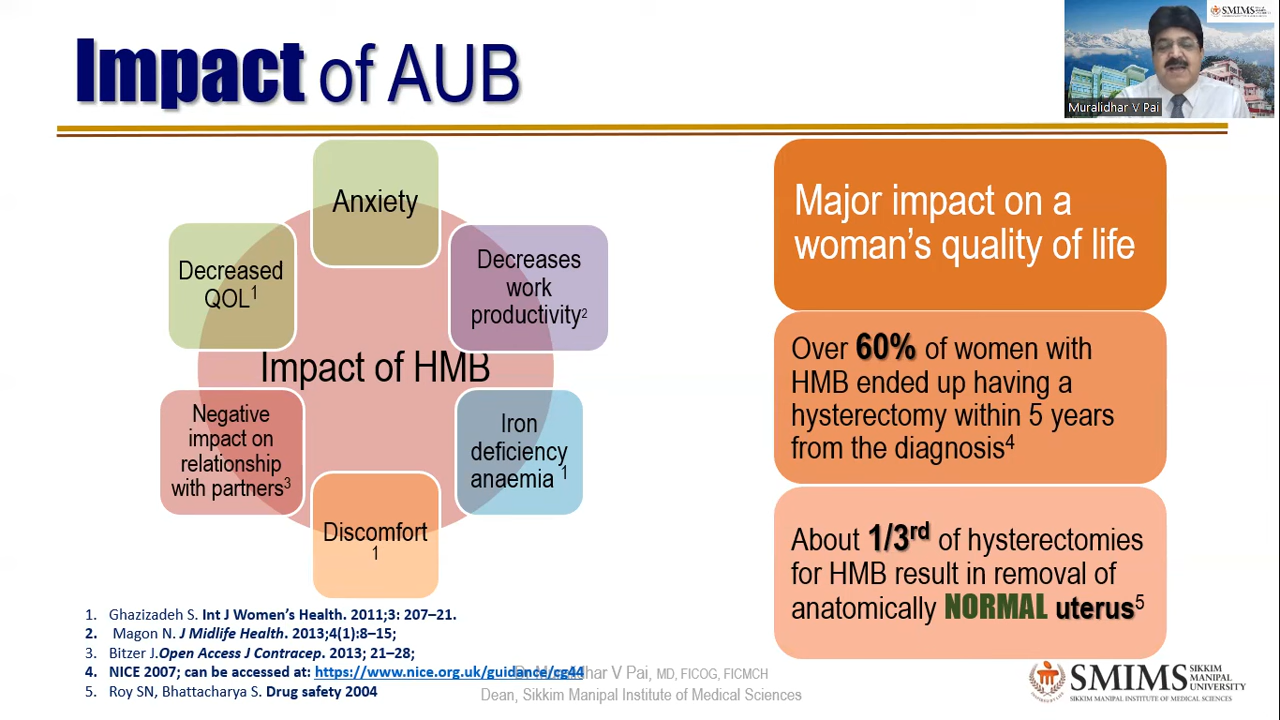 Impact of AUB
SMIMS
Muralidhar V Pai
Anxiety
Decreased
QOL1
Decreases
work
productivity2
Impact of HMB
Negative
impact on
relationship
with partners3
Iron
deficiency
anaemia 1
Discomfort
1
Major impact on a
woman's quality of life
Over 60% of women with
HMB ended up having a
hysterectomy within 5 years
from the diagnosis4
About 1/3rd of hysterectomies
for HMB result in removal of
anatomically NORMAL uterus5
1. Ghazizadeh S. Int J Women's Health. 2011;3: 207–21.
2. Magon N. J Midlife Health. 2013;4(1):8–15;
3. Bitzer J.Open Access J Contracep. 2013; 21–28;
4. NICE 2007; can be accessed at: https://www.nice.org.uk/guidance/cg44
5. Roy SN, Bhattacharya S. Drug safety 2004
Muralidhar V Pai, MD, FICOG, FICMCH
Dean, Sikkim Manipal Institute of Medical Sciences
SMIMS
SIKKIM
MANIPAL
UNIVERSITY
SIKKIM MANIPAL INSTITUTE OF MEDICAL SCIENCES